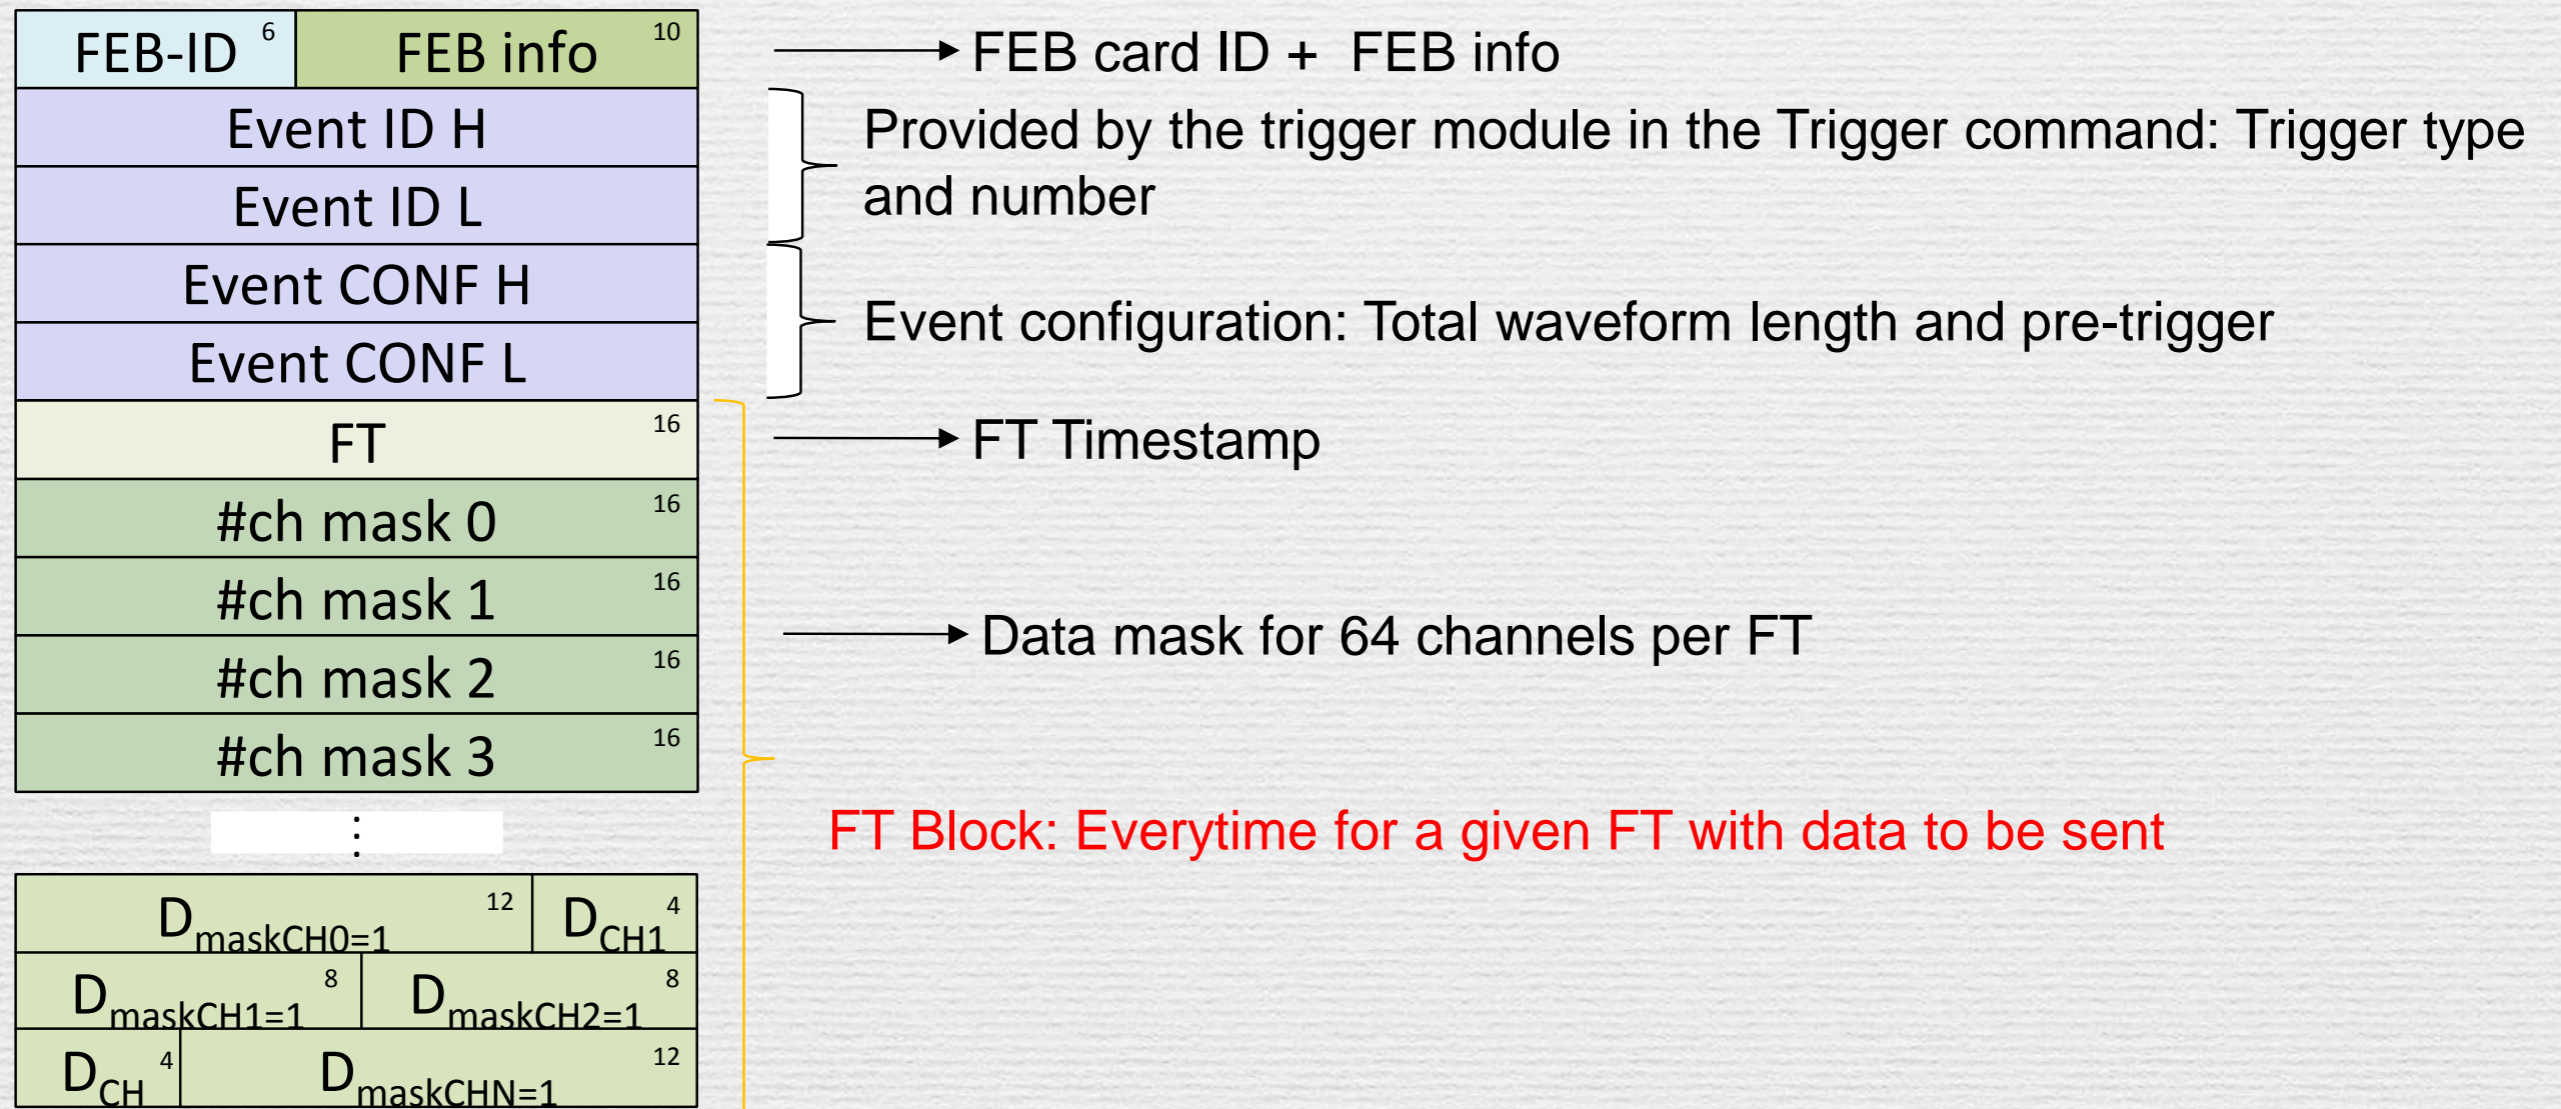 FEB-ID 6 FEB info 10
FEB card ID + FEB info
Event ID H
Event ID L
Provided by the trigger module in the Trigger command: Trigger type
and number
Event CONF H
Event CONF L
Event configuration: Total waveform length and pre-trigger
FT 16
FT Timestamp
#ch mask 0 16
#ch mask 1 16
#ch mask 2 16
#ch mask 3 16
Data mask for 64 channels per FT
⋮
FT Block: Everytime for a given FT with data to be sent
DmaskCH0=1 12 DCH1 4
DmaskCH1=1 8 DmaskCH2=1 8
DCH 4 DmaskCHN=1 12